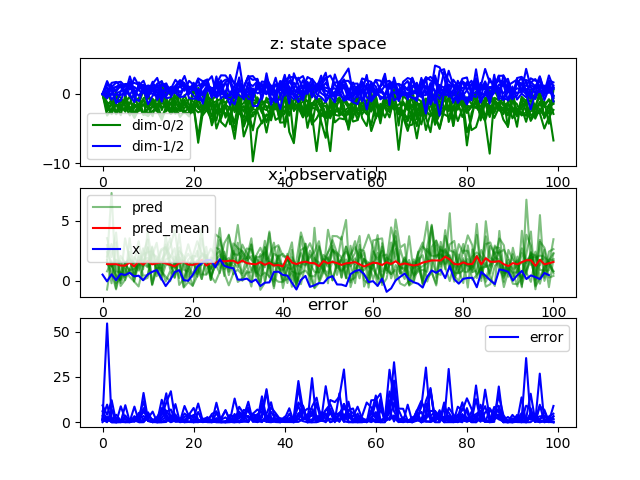 z: state space
0
−10
dim-0/2
dim-1/2
0 20 40 60 80 100
x: observation
5
0
pred
pred_mean
x
0 20 40 60 80 100
error
50
25
0
error
0 20 40 60 80 100